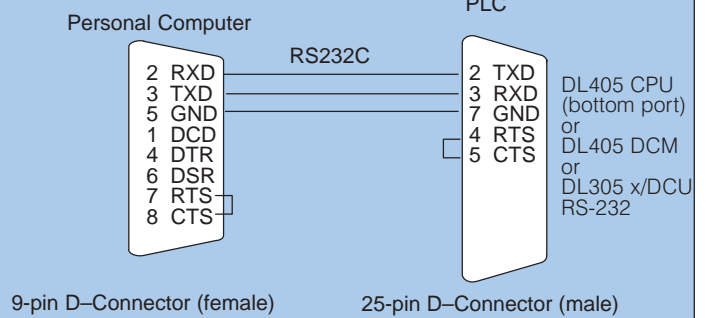 PLC
Personal Computer
RS232C
2 RXD
3 TXD
5 GND
1 DCD
4 DTR
6 DSR
7 RTS
8 CTS
2 TXD
3 RXD
7 GND
4 RTS
5 CTS
DL405 CPU
(bottom port)
or
DL405 DCM
or
DL305 x/DCU
RS-232
9-pin D–Connector (female)
25-pin D–Connector (male)